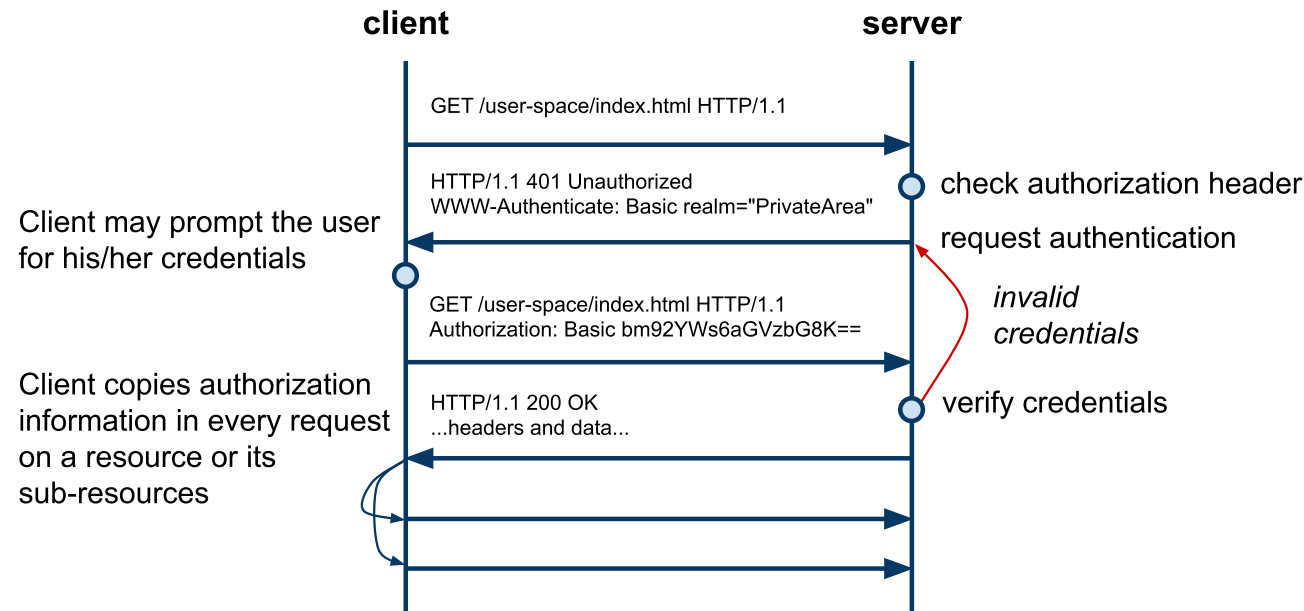 client
server
GET /user-space/index.html HTTP/1.1
HTTP/1.1 401 Unauthorized
WWW-Authenticate: Basic realm="PrivateArea"
check authorization header
request authentication
Client may prompt the user
for his/her credentials
GET /user-space/index.html HTTP/1.1
Authorization: Basic bm92YWs6aGVzbG8K==
invalid
credentials
verify credentials
HTTP/1.1 200 OK
...headers and data...
Client copies authorization
information in every request
on a resource or its
sub-resources